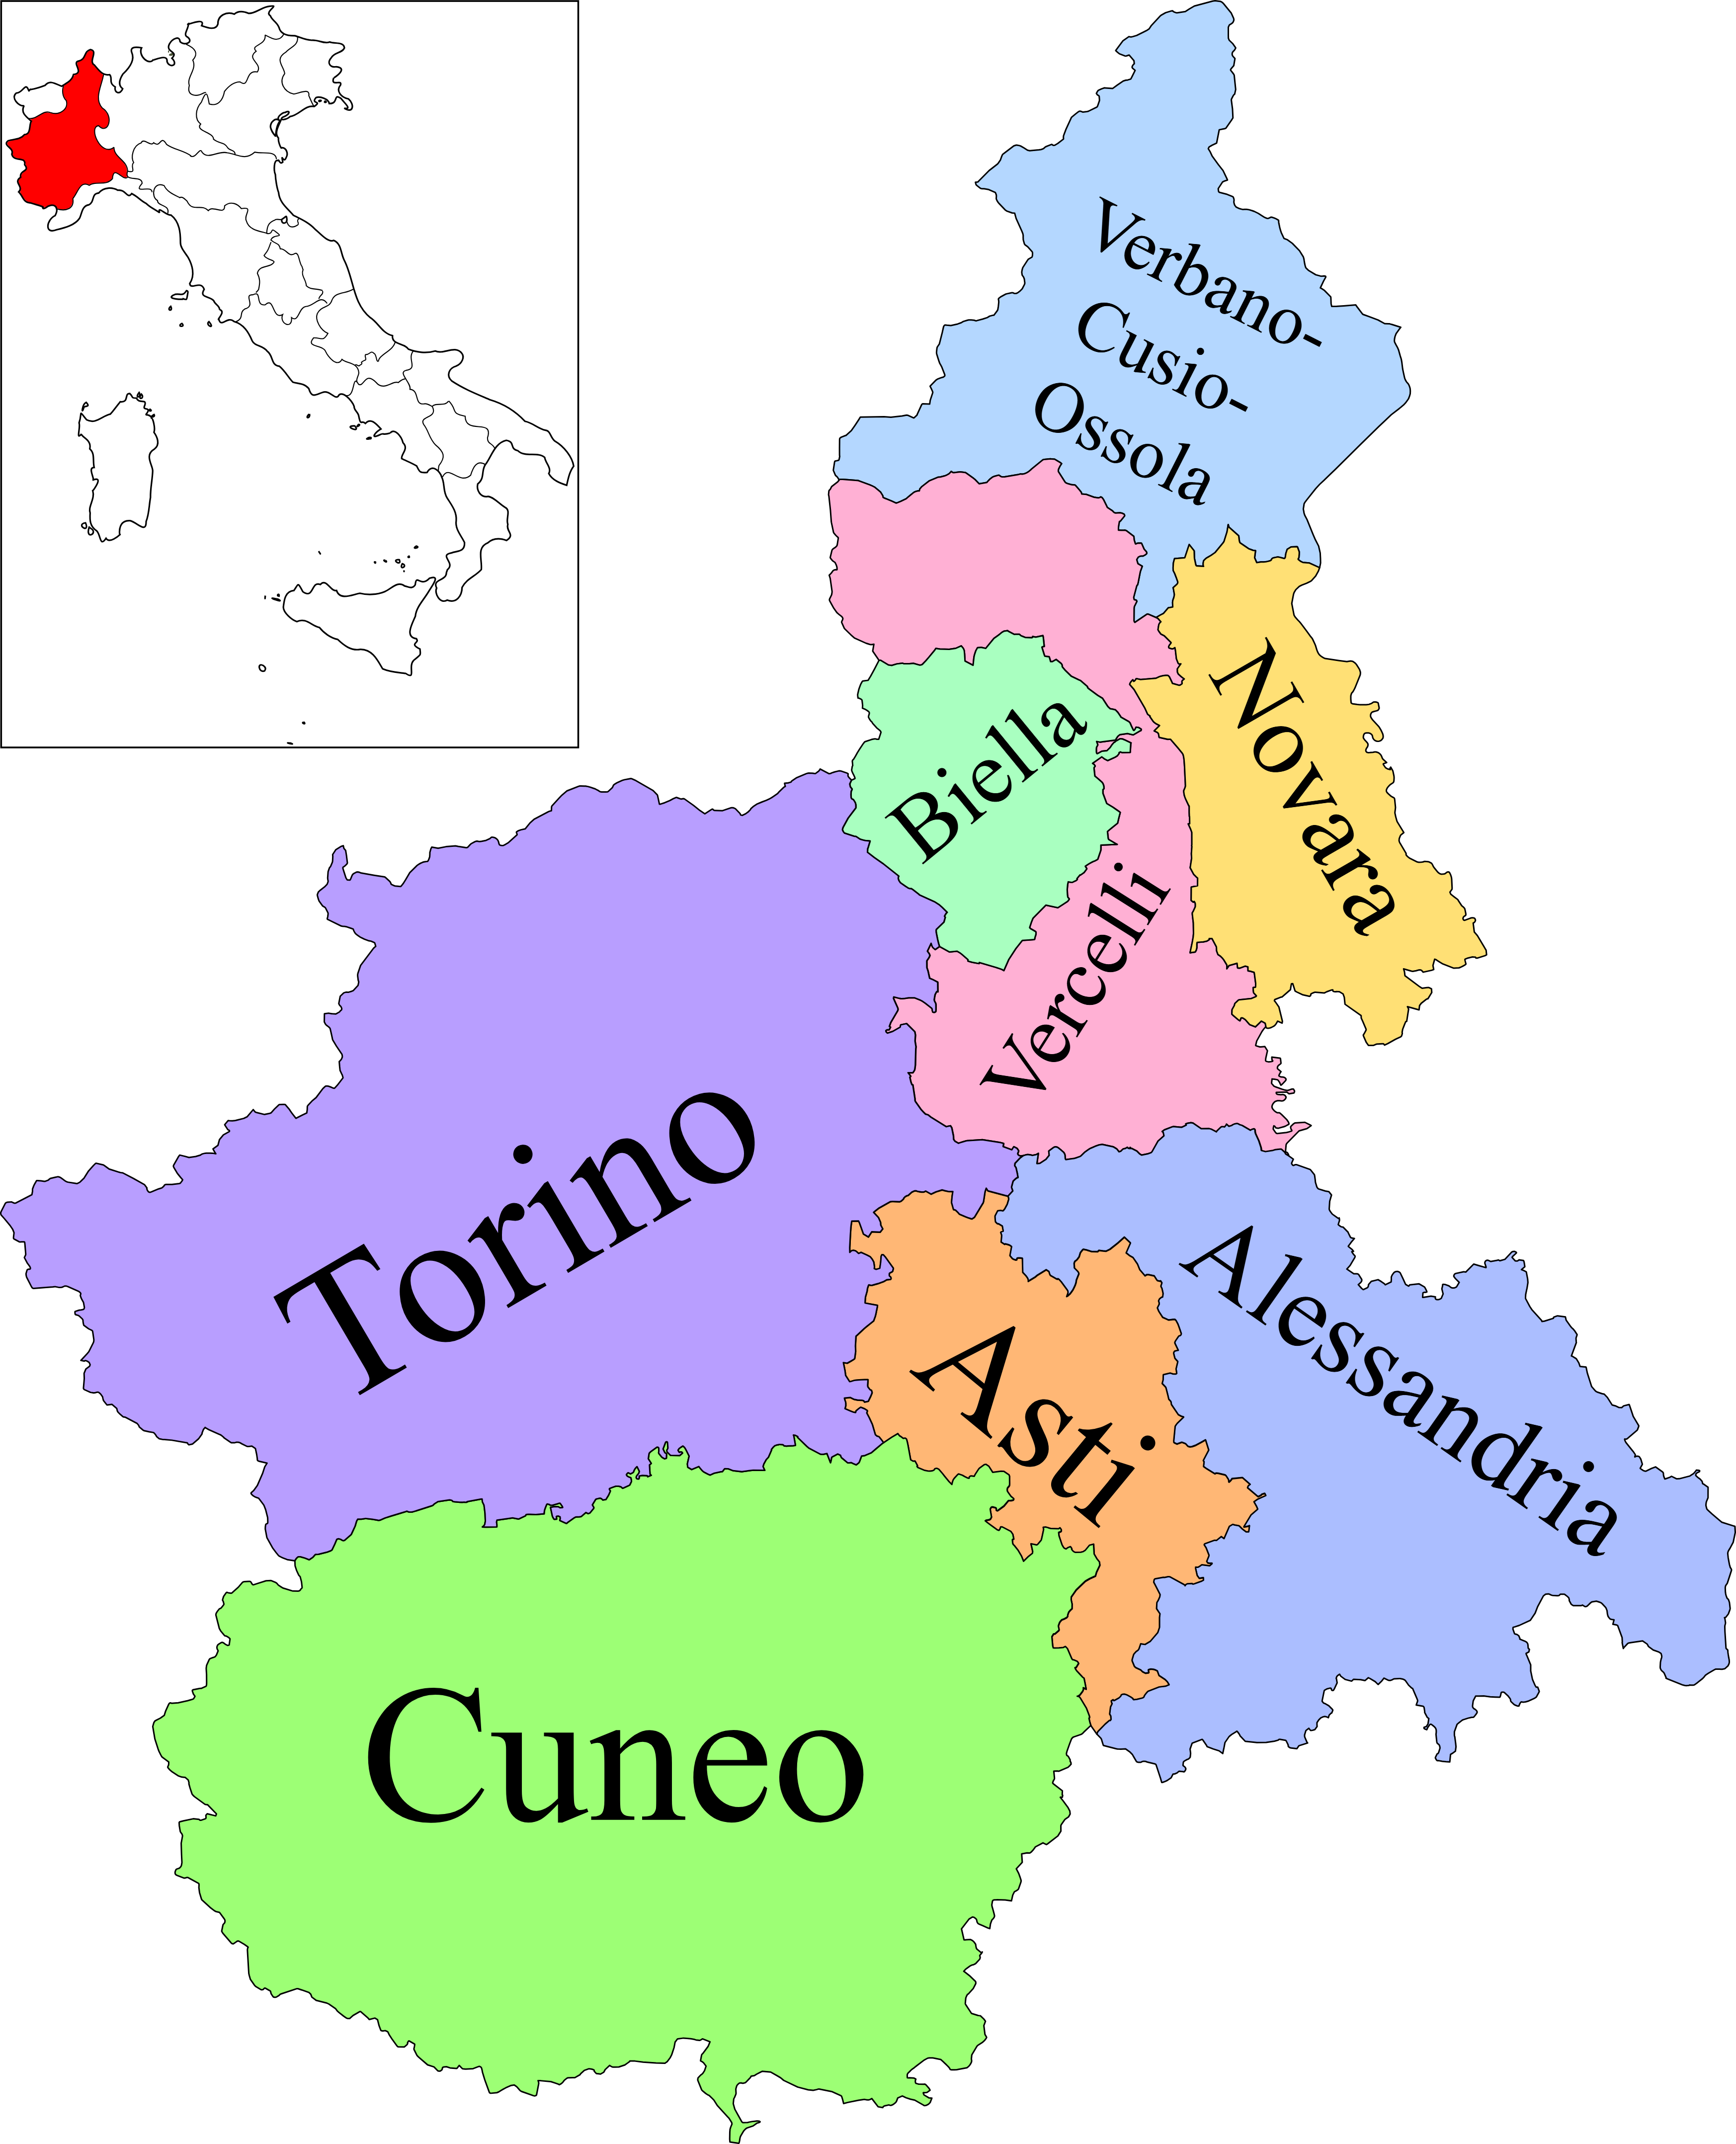 Verbano-
Cusio-
Ossola
Novara
Biella
Vercelli
Torino
Alessandria
Asti
Cuneo